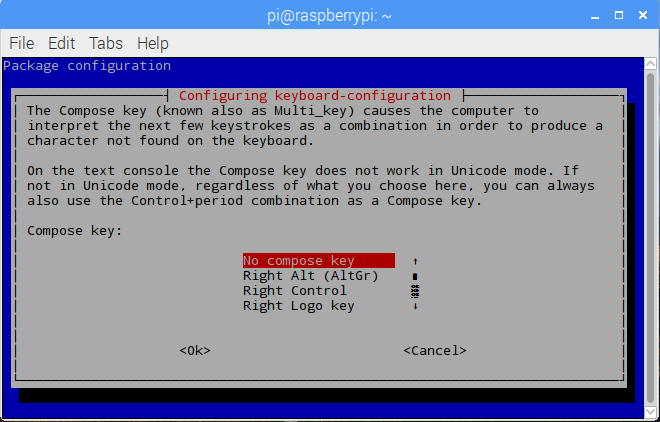 pi@raspberrypi: ~
File Edit Tabs Help
Package configuration
Configuring keyboard-configuration
The Compose key (known also as Multi_key) causes the computer to
interpret the next few keystrokes as a combination in order to produce a
character not found on the keyboard.
On the text console the Compose key does not work in Unicode mode. If
not in Unicode mode, regardless of what you choose here, you can always
also use the Control+period combination as a Compose key.
Compose key:
No compose key
Right Alt (AltGr)
Right Control
Right Logo key
<Ok> <Cancel>